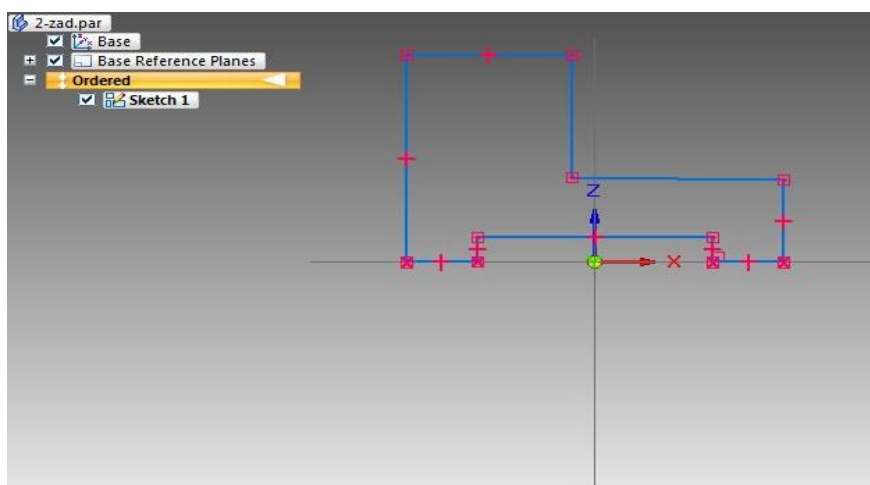 2-zad.par
Base
Base Reference Planes
Ordered
Sketch 1
Z
X